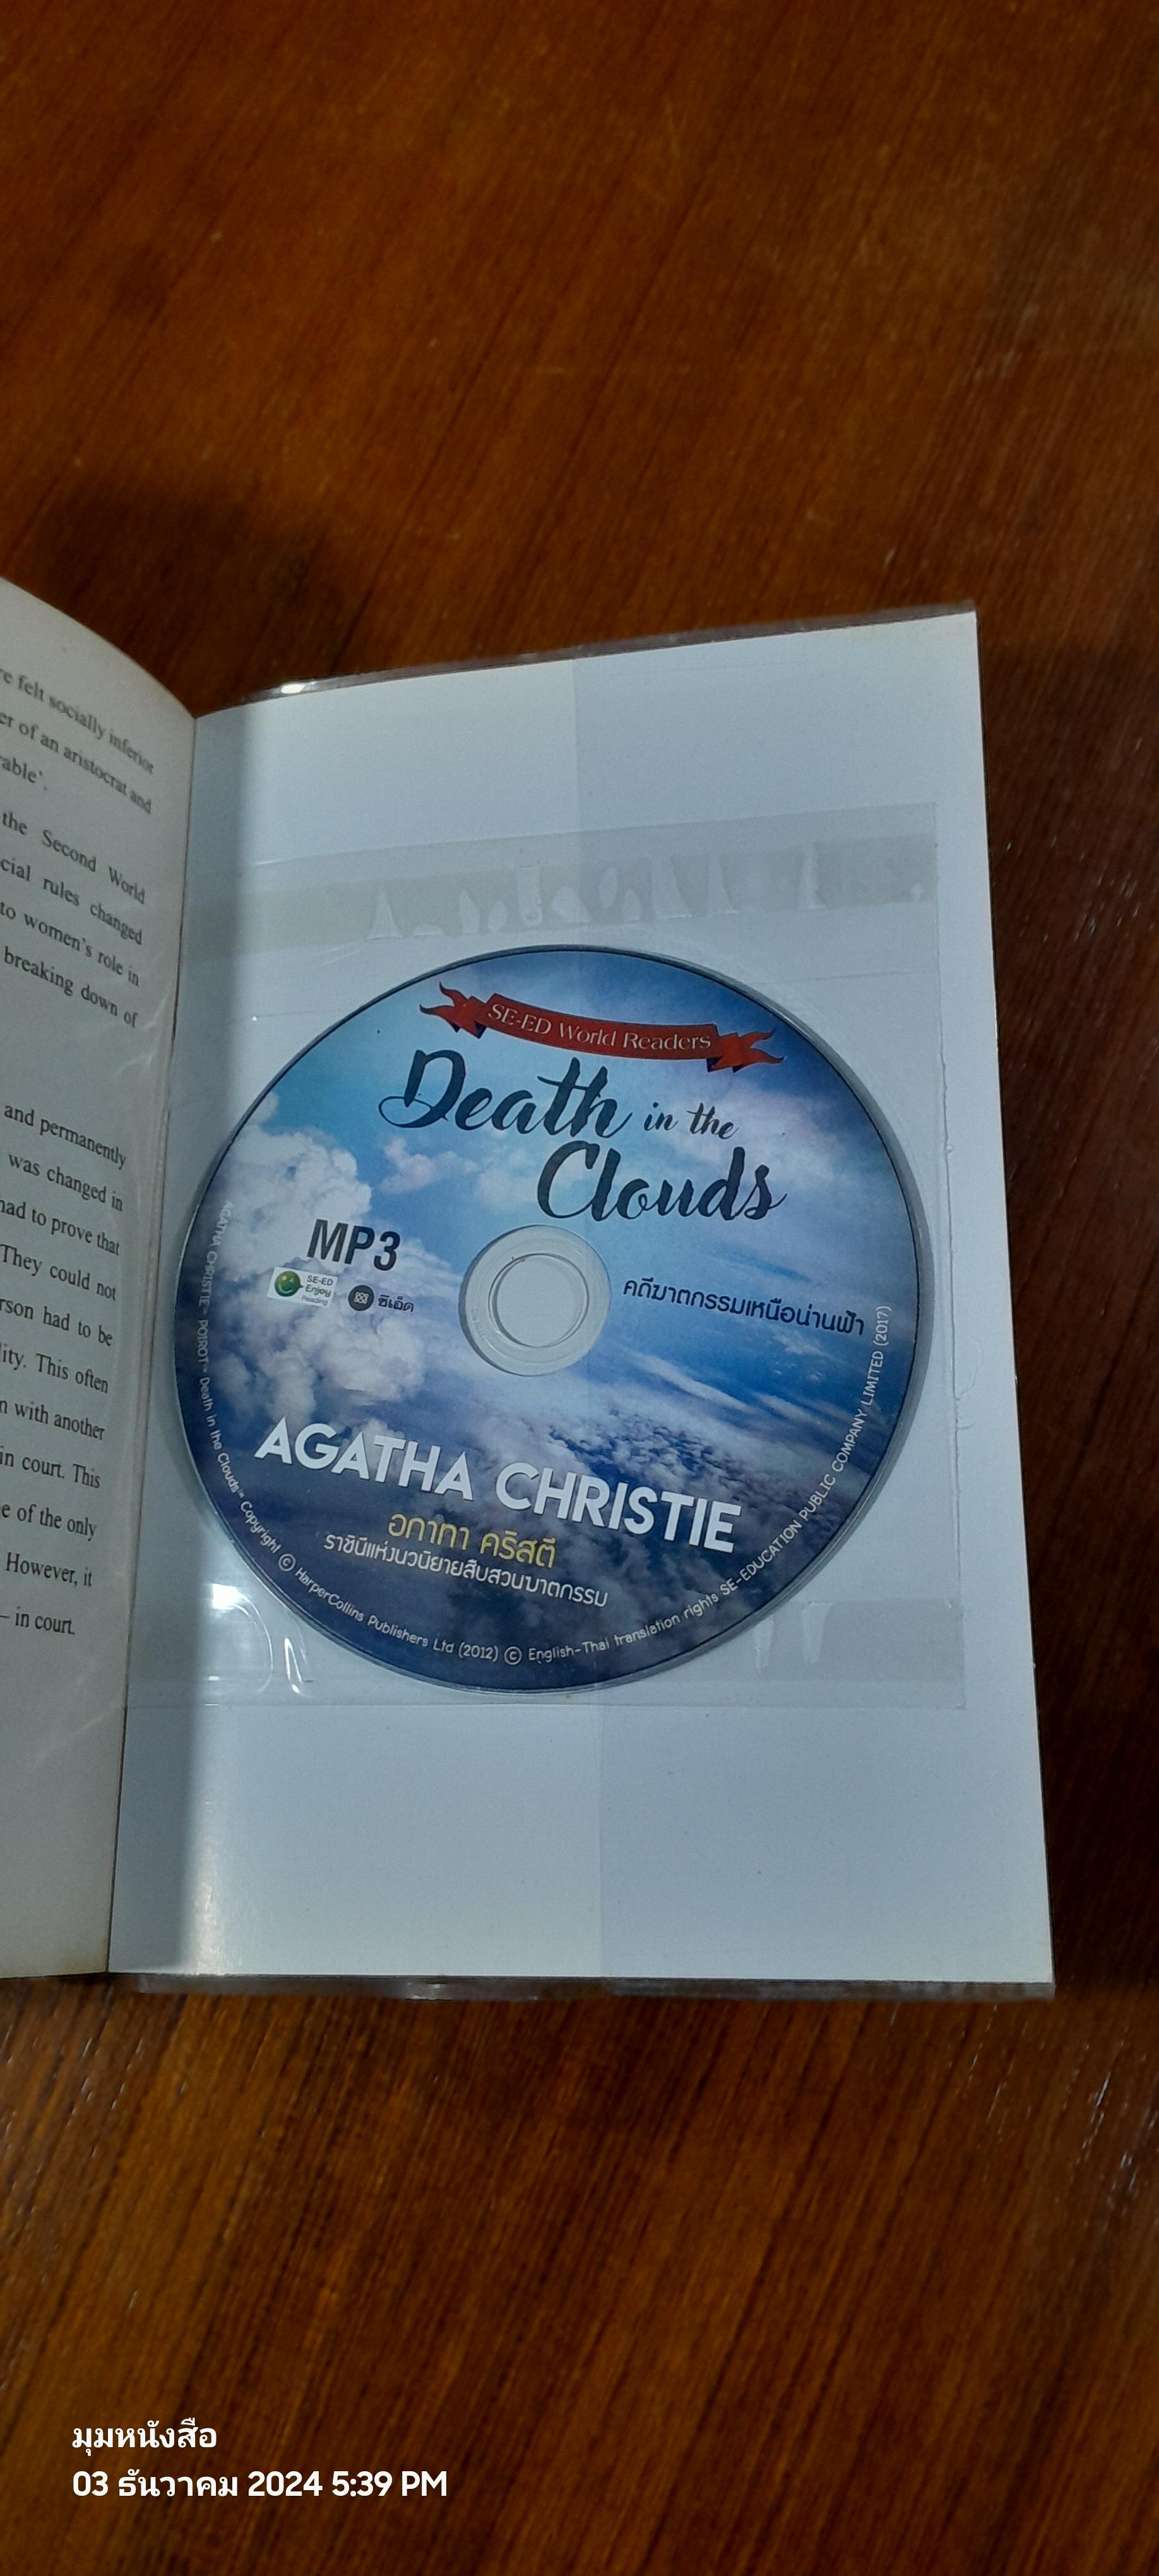 re felt socially inferior
er of an aristocrat and
able'.
the Second World
cial rules changed
to women's role in
breaking down of
and permanently
was changed in
had to prove that
They could not
rson had to be
lity. This often
n with another
in court. This
e of the only
However, it
– in court.
SE-ED World Readers
Death in the
Clouds
MP3
SE-ED
Enjoy
Reading
ซีเอ็ด
คดีฆาตกรรมเหนือน่านฟ้า
AGATHA CHRISTIE
อกาทา คริสตี
ราชินีแห่งนวนิยายสืบสวนฆาตกรรม
AGATHA CHRISTIE™ POIROT™ Death in the Clouds™ Copyright © HarperCollins Publishers Ltd (2012) © English-Thai translation rights SE-EDUCATION PUBLIC COMPANY LIMITED (2017)
มุมหนังสือ
03 ธันวาคม 2024 5:39 PM